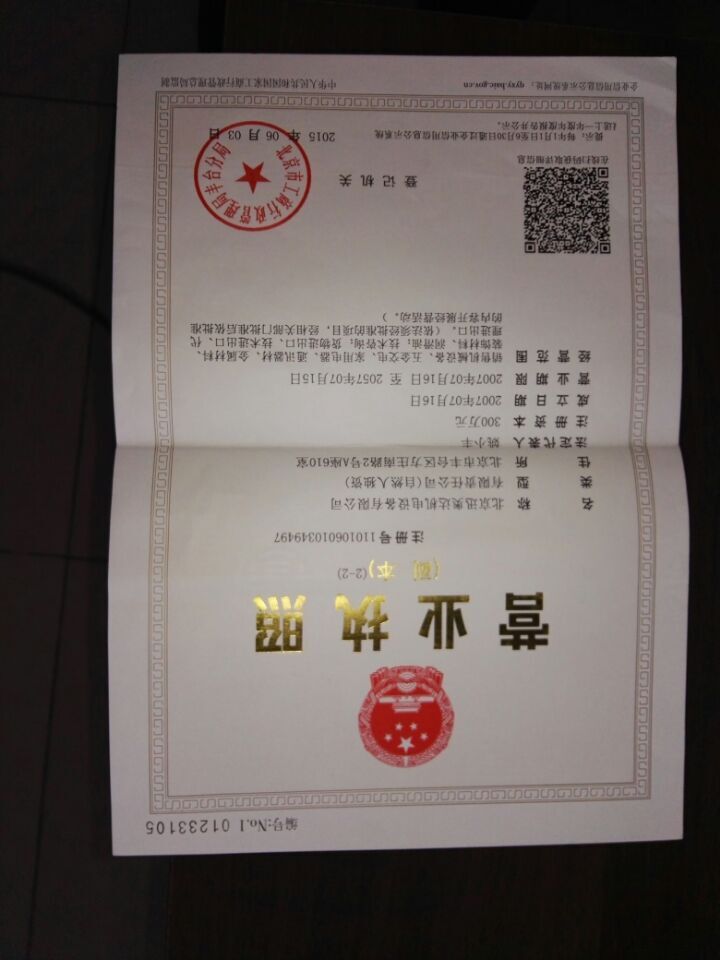 编号:No.1 01233105
营业执照
(副本)(2-2)
注册号 110106010349497
名称 北京迅奥达机电设备有限公司
类型 有限责任公司(自然人独资)
住所 北京市丰台区方庄南路2号A座610室
法定代表人 姚小丰
注册资本 300万元
成立日期 2007年07月16日
营业期限 2007年07月16日 至 2057年07月15日
经营范围 销售机械设备、五金交电、家用电器、通讯器材、金属材料、
装饰材料、润滑油;技术咨询;货物进出口、技术进出口、代
理进出口。(依法须经批准的项目,经相关部门批准后依批准
的内容开展经营活动。)
在线扫码获取详细信息
登记机关
北京市工商行政管理局丰台分局
提示:每年1月1日至6月30日通过企业信用信息公示系统
报送上一年度年度报告并公示。
2015年06月03日
企业信用信息公示系统网址:qyxy.baic.gov.cn
中华人民共和国国家工商行政管理总局监制